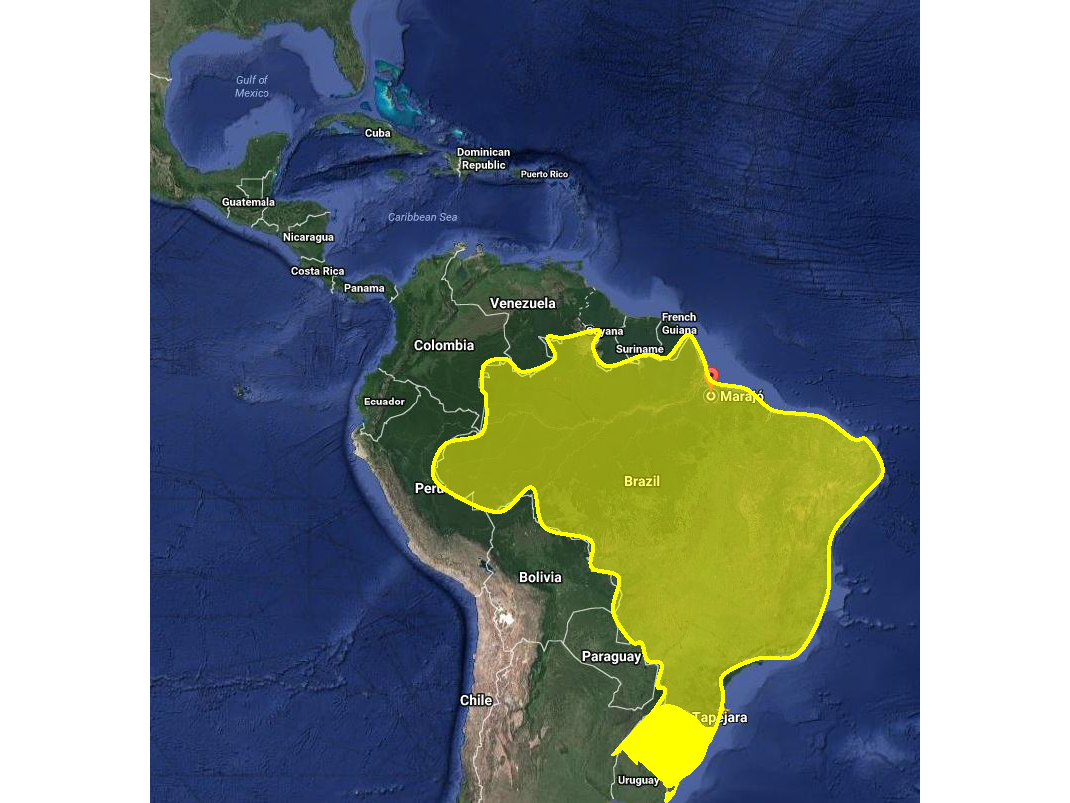 Gulf of
Mexico
Cuba
Dominican
Republic
Puerto Rico
Guatemala
Caribbean Sea
Nicaragua
Costa Rica
Panama
Venezuela
French
Guiana
Guyana
Colombia
Suriname
Ecuador
Marajó
Brazil
Peru
Bolivia
Paraguay
Chile
Tapejara
Uruguay